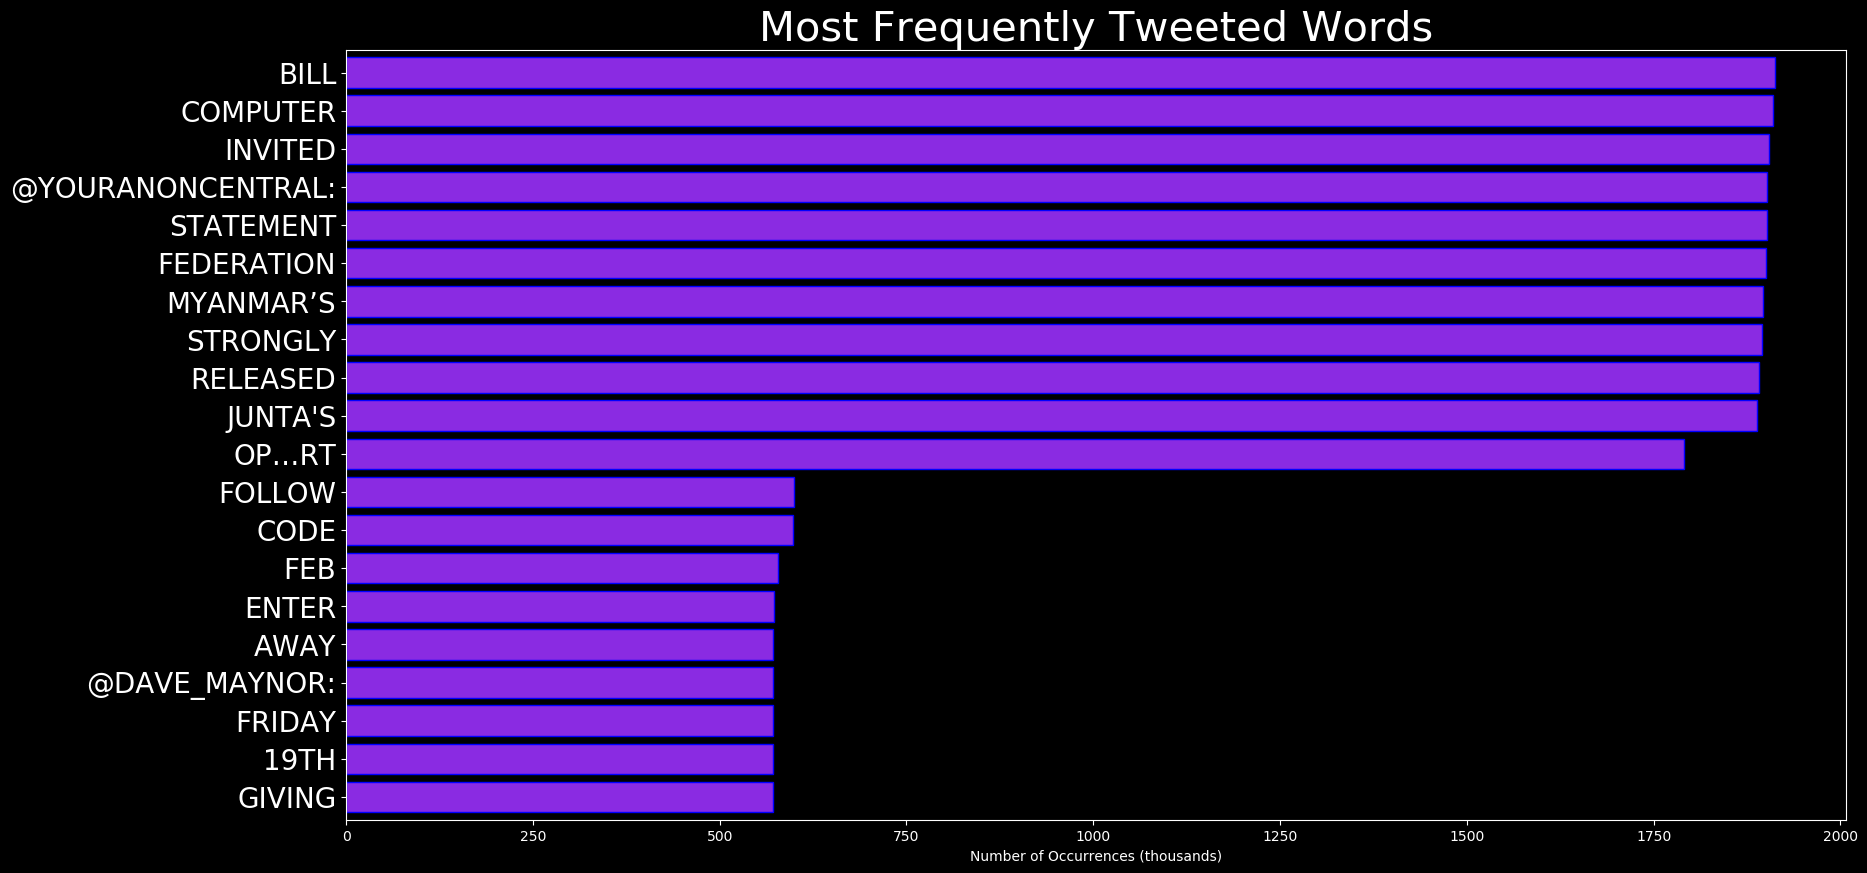 Most Frequently Tweeted Words
BILL
COMPUTER
INVITED
@YOURANONCENTRAL:
STATEMENT
FEDERATION
MYANMAR’S
STRONGLY
RELEASED
JUNTA'S
OP…RT
FOLLOW
CODE
FEB
ENTER
AWAY
@DAVE_MAYNOR:
FRIDAY
19TH
GIVING
0 250 500 750 1000 1250 1500 1750 2000
Number of Occurrences (thousands)